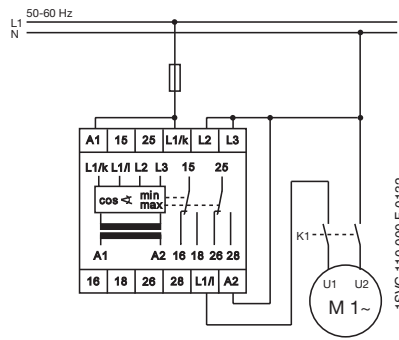 50-60 Hz
L1
N
A1 15 25 L1/k L2 L3
L1/k L1/l L2 L3 15 25
cos ∢ min
max
A1 A2 16 18 26 28
16 18 26 28 L1/l A2
K1
U1 U2
M 1~